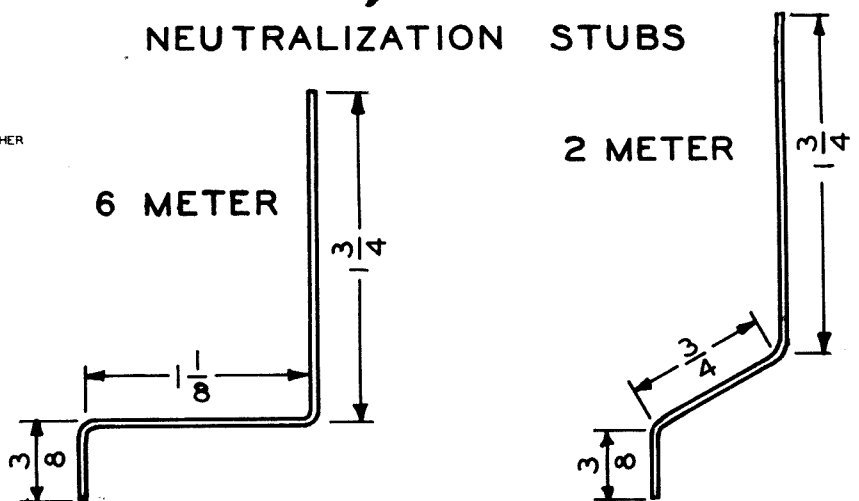 NEUTRALIZATION STUBS
HER
2 METER
1 3/4
6 METER
1 3/4
3/4
1 1/8
3/8
3/8